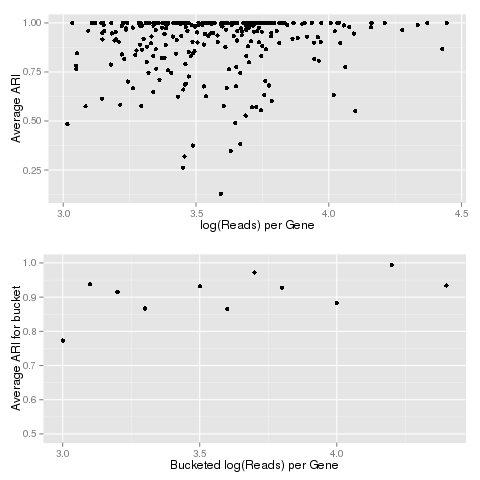 1.00
0.75
0.50
0.25
Average ARI
3.0 3.5 4.0 4.5
log(Reads) per Gene
1.0
0.9
0.8
0.7
0.6
0.5
Average ARI for bucket
3.0 3.5 4.0
Bucketed log(Reads) per Gene